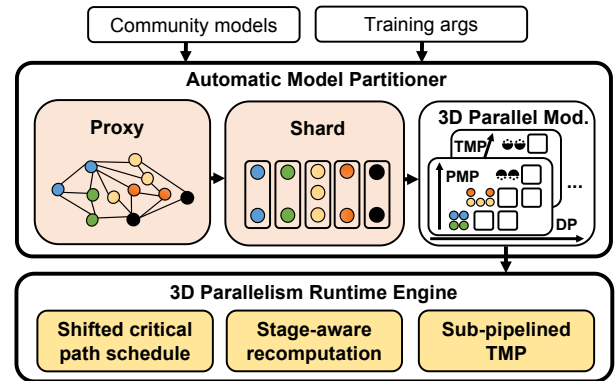 Community models
Training args
Automatic Model Partitioner
Proxy
Shard
3D Parallel Mod.
TMP
PMP
...
DP
3D Parallelism Runtime Engine
Shifted critical
path schedule
Stage-aware
recomputation
Sub-pipelined
TMP